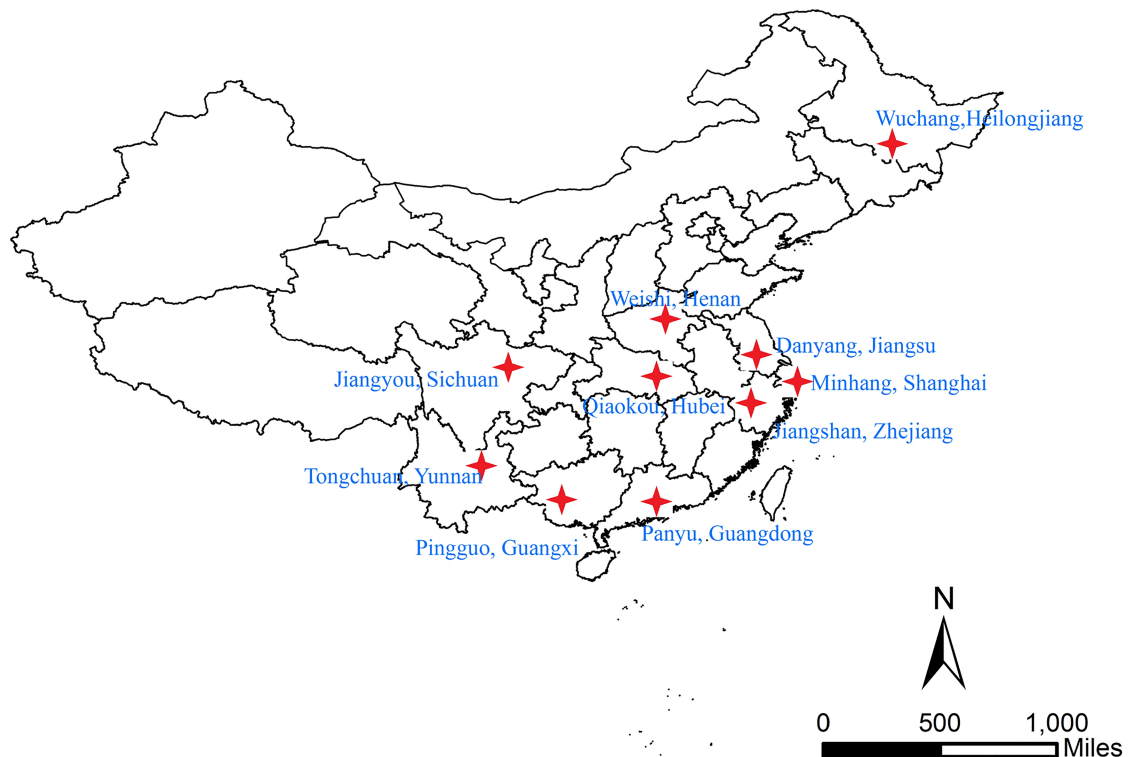 Wuchang,Heilongjiang
Weishi, Henan
Danyang, Jiangsu
Jiangyou, Sichuan
Minhang, Shanghai
Qiaokou, Hubei
Jiangshan, Zhejiang
Tongchuan, Yunnan
Panyu, Guangdong
Pingguo, Guangxi
N
0 500 1,000
Miles